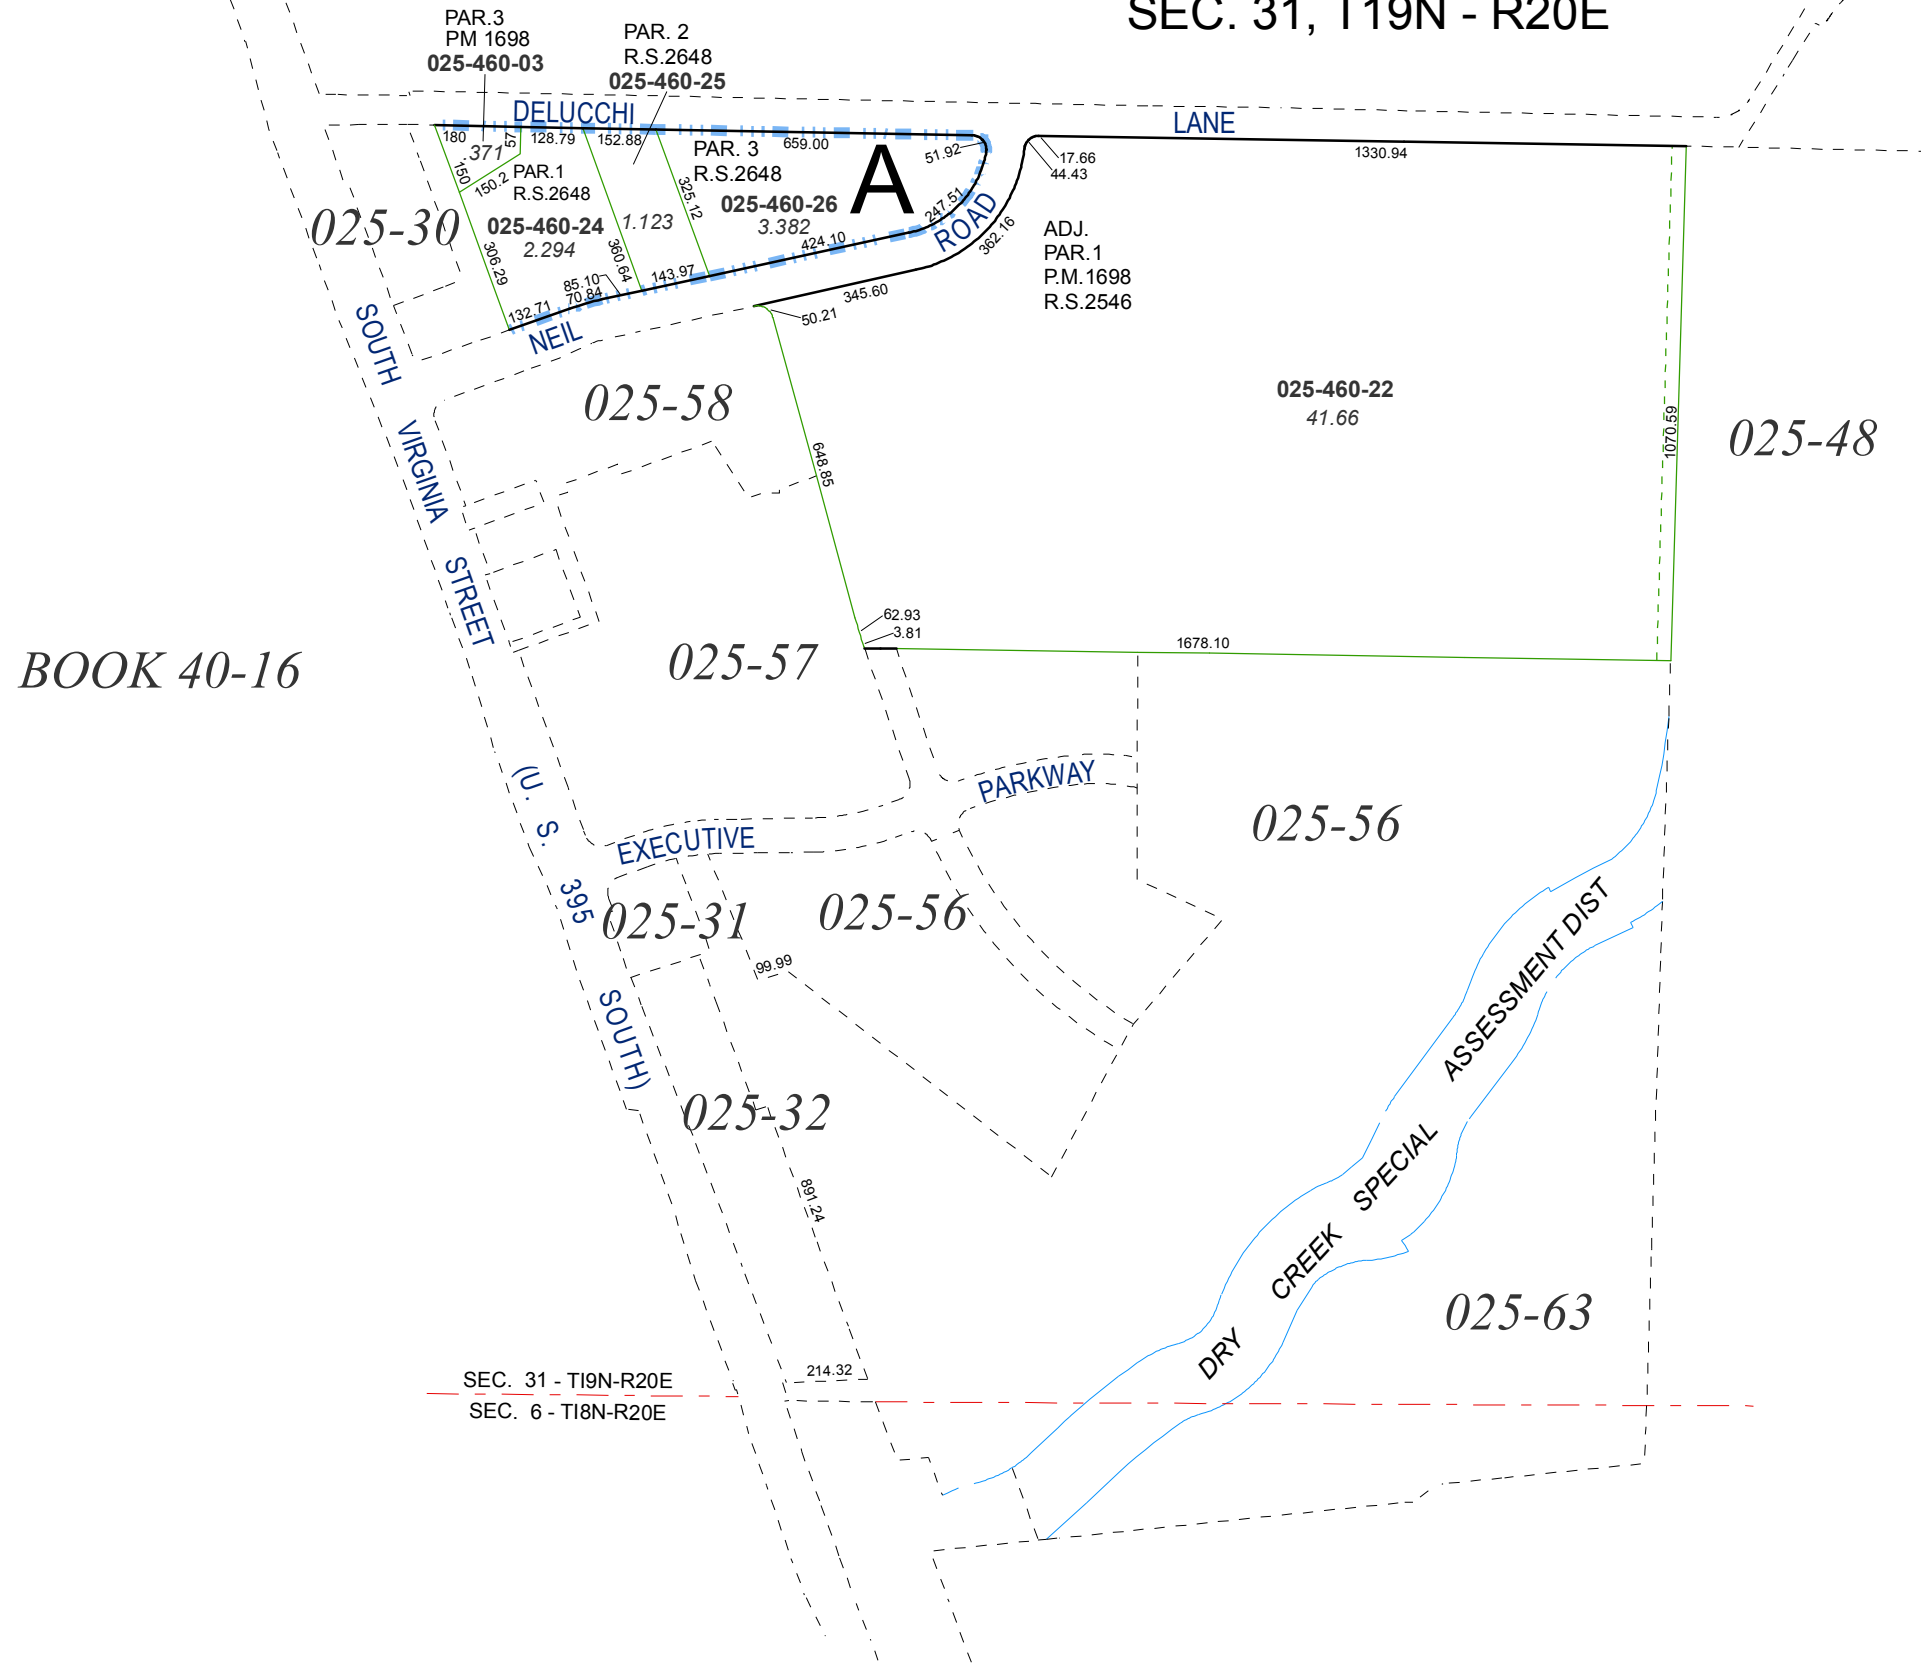 SEC. 31, T19N - R20E
PAR.3
PM 1698
025-460-03
PAR. 2
R.S.2648
025-460-25
DELUCCHI
LANE
180
57
128.79
152.88
659.00
51.92
17.66
44.43
1330.94
.371
150
150.2
PAR.1
R.S.2648
025-460-24
2.294
306.29
1.123
360.64
325.12
PAR. 3
R.S.2648
025-460-26
3.382
A
247.51
ROAD
362.16
424.10
143.97
85.10
70.84
132.71
NEIL
345.60
50.21
ADJ.
PAR.1
P.M.1698
R.S.2546
025-460-22
41.66
1070.59
025-30
025-58
025-48
SOUTH
VIRGINIA
STREET
648.85
62.93
3.81
1678.10
BOOK 40-16
025-57
(U. S. 395
SOUTH)
EXECUTIVE
PARKWAY
025-56
025-31
025-56
99.99
025-32
891.24
214.32
DRY CREEK SPECIAL ASSESSMENT DIST
025-63
SEC. 31 - TI9N-R20E
SEC. 6 - TI8N-R20E